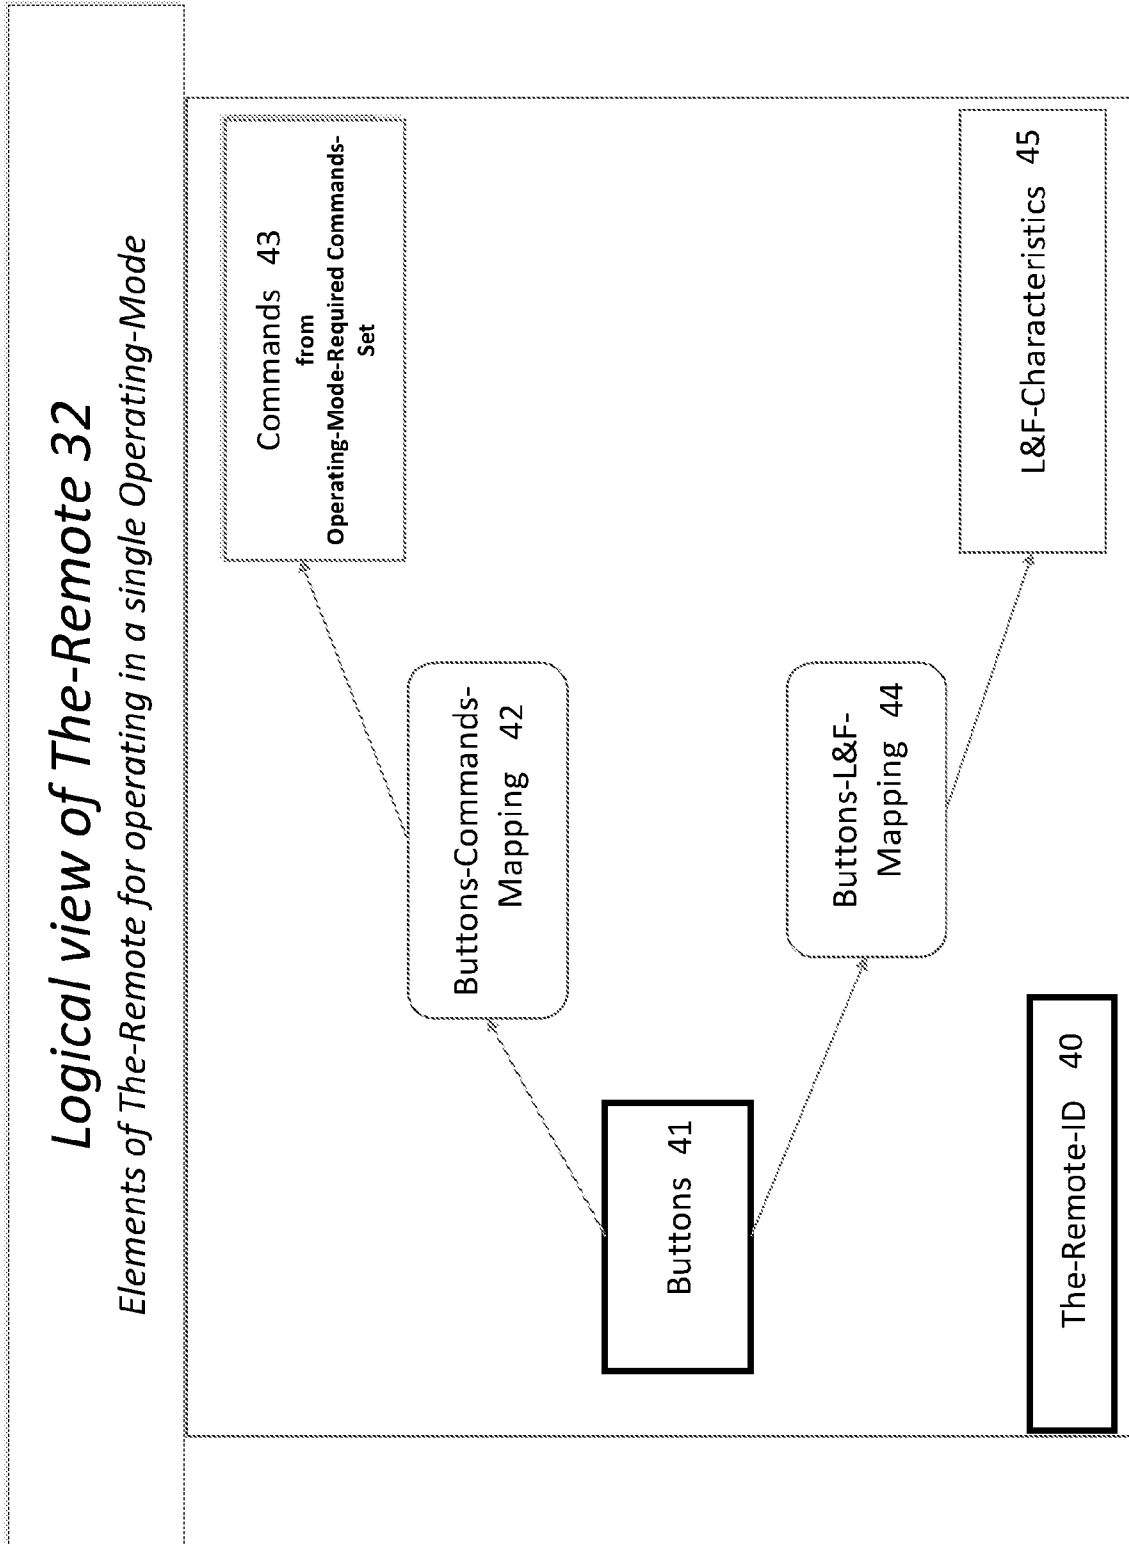 Logical view of The-Remote 32
Elements of The-Remote for operating in a single Operating-Mode
Commands 43
from
Operating-Mode-Required Commands-
Set
Buttons-Commands-
Mapping 42
Buttons 41
Buttons-L&F-
Mapping 44
L&F-Characteristics 45
The-Remote-ID 40